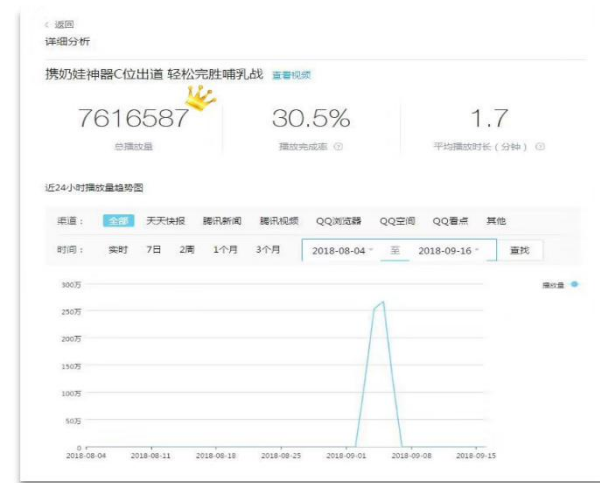 < 返回
详细分析
携奶娃神器C位出道 轻松完胜哺乳战 查看视频
7616587 30.5% 1.7
总播放量 播放完成率 ? 平均播放时长（分钟） ?
近24小时播放量趋势图
渠道： 全部 天天快报 腾讯新闻 腾讯视频 QQ浏览器 QQ空间 QQ看点 其他
时间： 实时 7日 2周 1个月 3个月 2018-08-04 至 2018-09-16 查找
播放量
300万
250万
200万
150万
100万
50万
0
2018-08-04 2018-08-11 2018-08-18 2018-08-25 2018-09-01 2018-09-08 2018-09-15